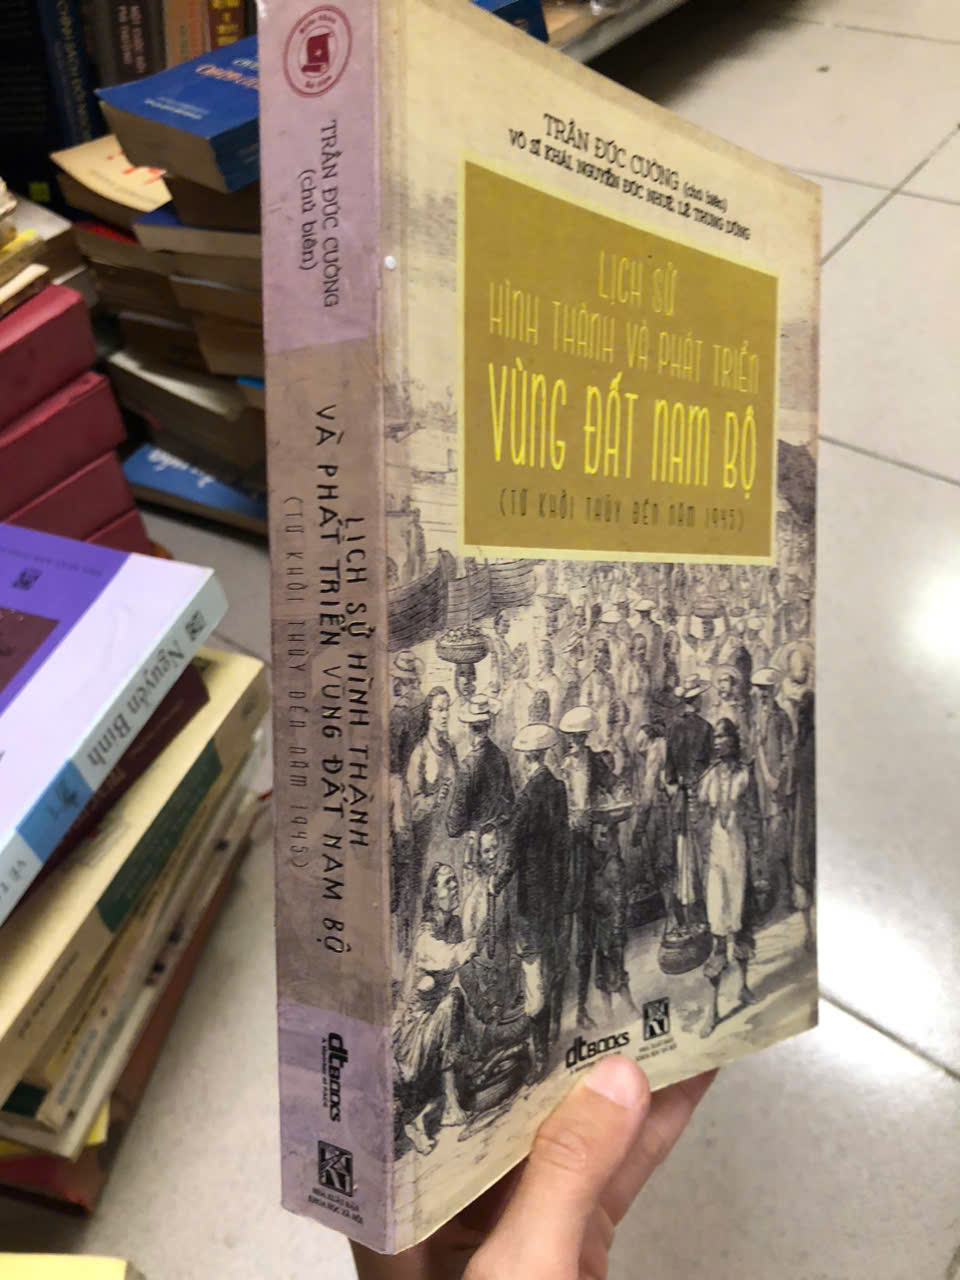 TRẦN ĐỨC CƯỜNG (chủ biên)
VÕ SĨ KHẢI, NGUYỄN ĐỨC NHUỆ, LÊ TRUNG DŨNG
LỊCH SỬ
HÌNH THÀNH VÀ PHÁT TRIỂN
VÙNG ĐẤT NAM BỘ
(TỪ KHỞI THỦY ĐẾN NĂM 1945)
dtBOOKS
TRẦN ĐỨC CƯỜNG
(chủ biên)
LỊCH SỬ HÌNH THÀNH
VÀ PHÁT TRIỂN VÙNG ĐẤT NAM BỘ
(TỪ KHỞI THỦY ĐẾN NĂM 1945)
dtBOOKS
Nguyễn Bính